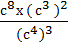 c⁸x ( c³ )²
(c⁴)³